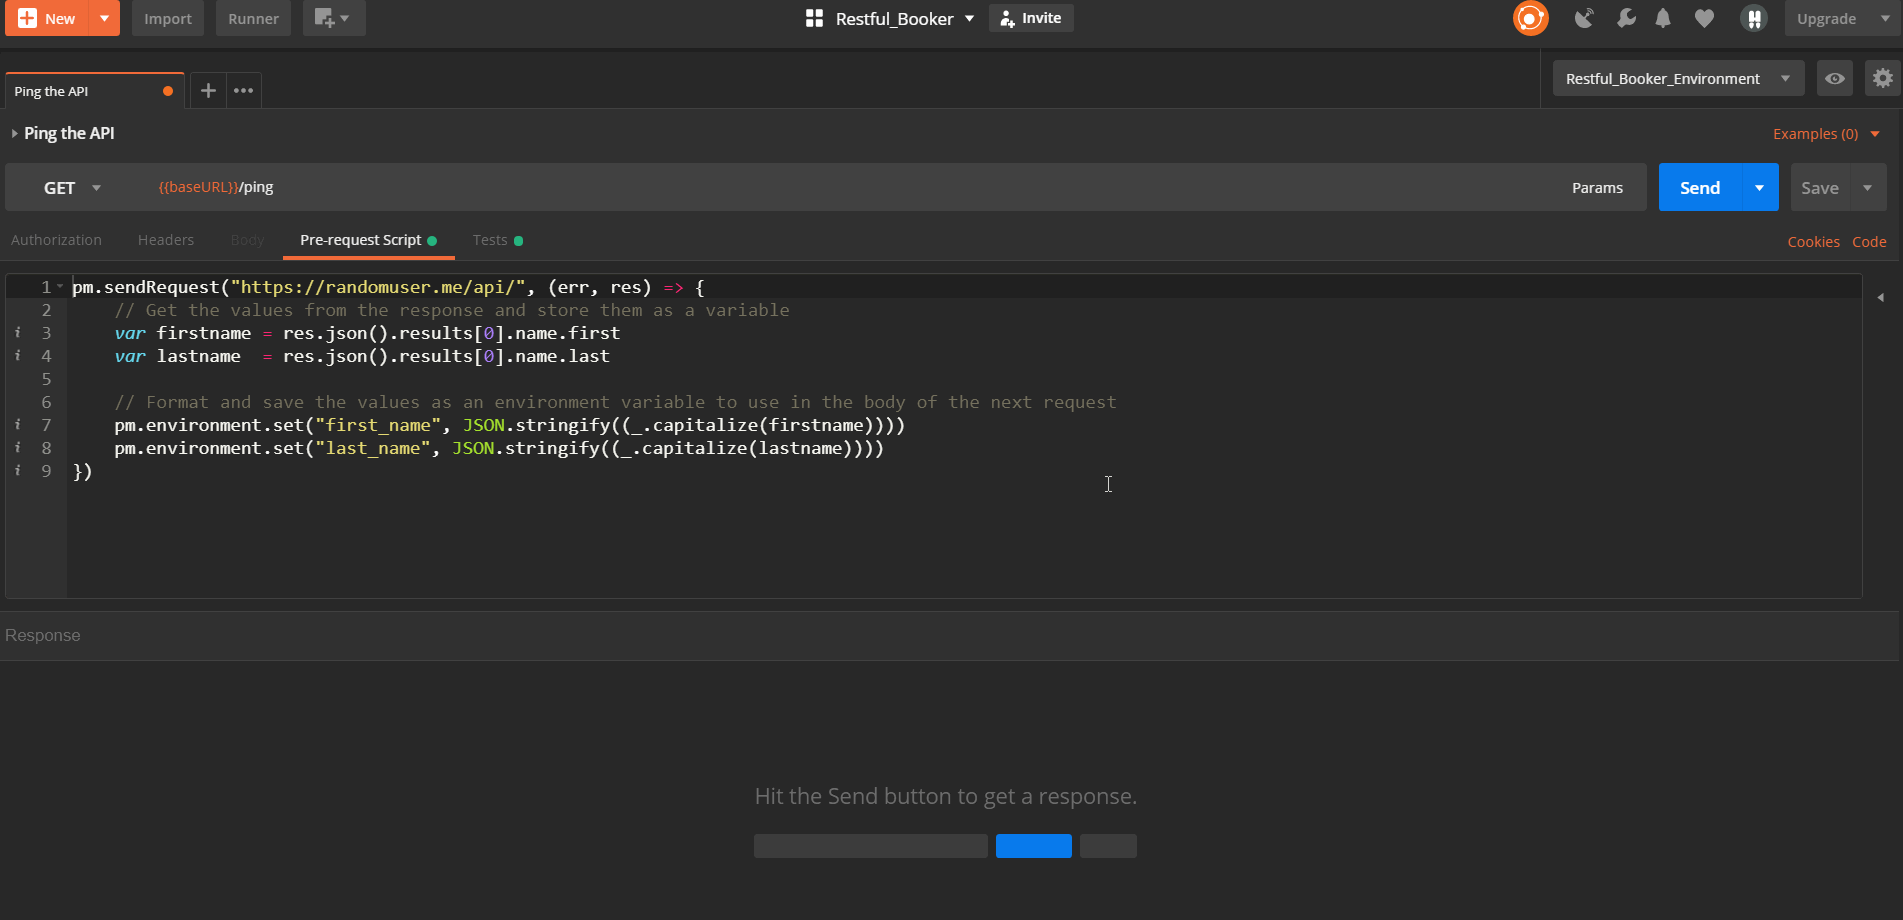 New Import Runner Restful_Booker Invite Upgrade
Ping the API Restful_Booker_Environment
Ping the API Examples (0)
GET {{baseURL}}/ping Params Send Save
Authorization Headers Body Pre-request Script Tests Cookies Code
1 pm.sendRequest("https://randomuser.me/api/", (err, res) => {
2 // Get the values from the response and store them as a variable
i 3 var firstname = res.json().results[0].name.first
i 4 var lastname  = res.json().results[0].name.last
5
6 // Format and save the values as an environment variable to use in the body of the next request
i 7 pm.environment.set("first_name", JSON.stringify((_.capitalize(firstname))))
i 8 pm.environment.set("last_name", JSON.stringify((_.capitalize(lastname))))
i 9 })
Response
Hit the Send button to get a response.